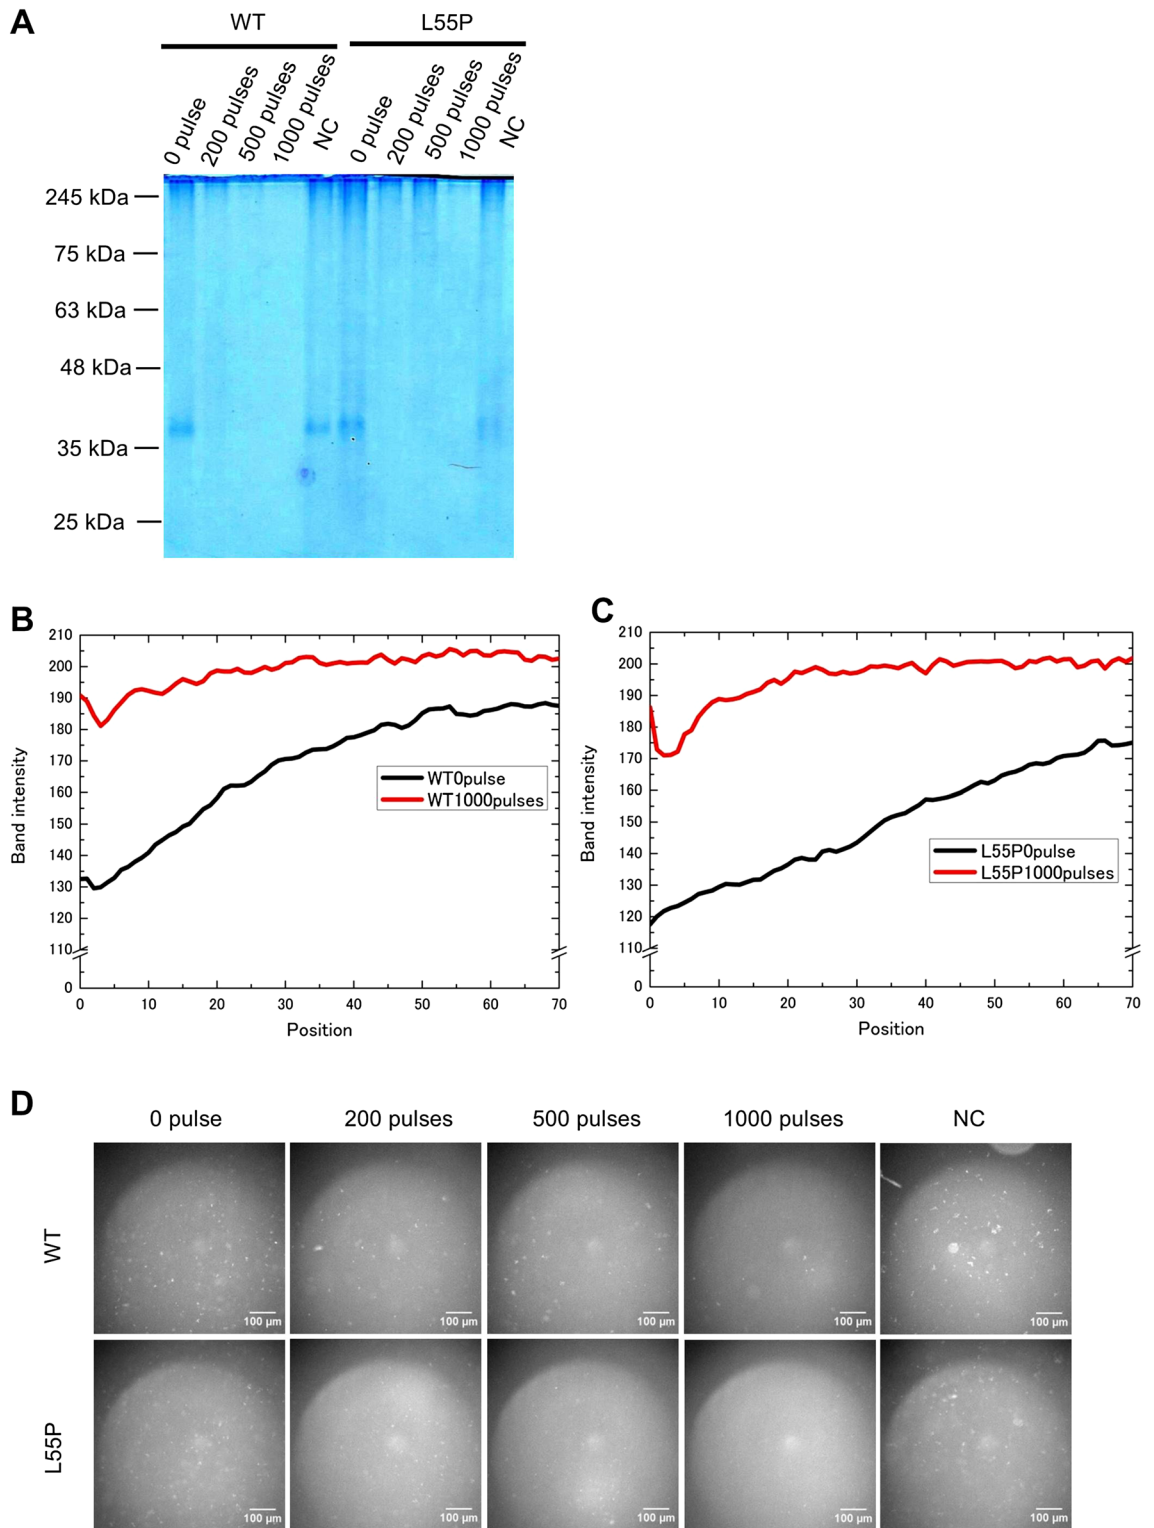 A
WT L55P
0 pulse 200 pulses 500 pulses 1000 pulses NC 0 pulse 200 pulses 500 pulses 1000 pulses NC
245 kDa
75 kDa
63 kDa
48 kDa
35 kDa
25 kDa
B
210
200
190
180
170
160
150
140
130
120
110
0
Band intensity
WT0pulse
WT1000pulses
0 10 20 30 40 50 60 70
Position
C
210
200
190
180
170
160
150
140
130
120
110
0
Band intensity
L55P0pulse
L55P1000pulses
0 10 20 30 40 50 60 70
Position
D
0 pulse 200 pulses 500 pulses 1000 pulses NC
WT
100 μm 100 μm 100 μm 100 μm 100 μm
L55P
100 μm 100 μm 100 μm 100 μm 100 μm